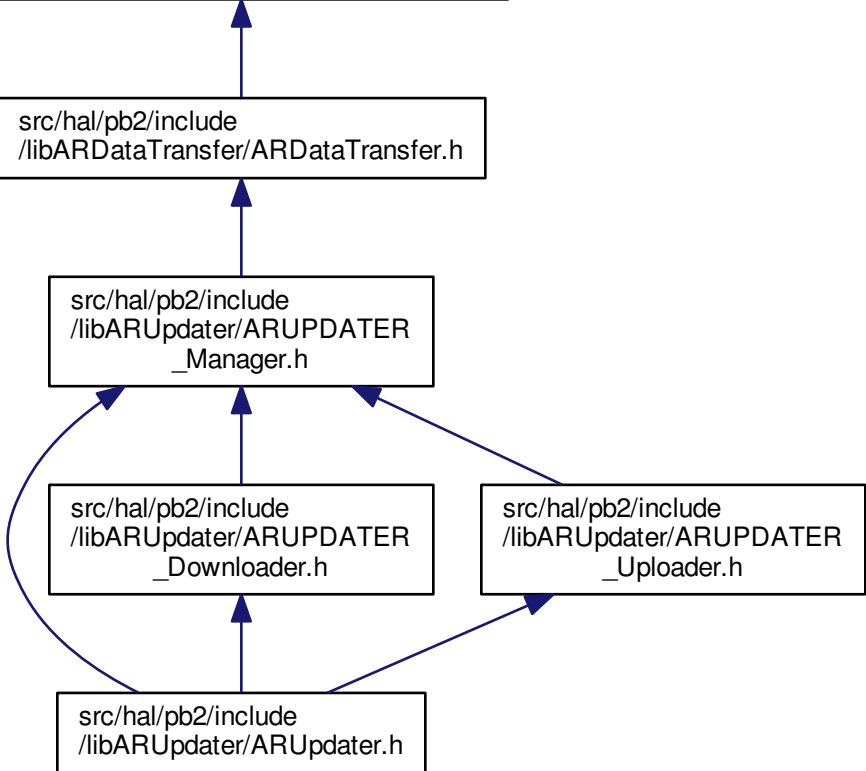 src/hal/pb2/include
/libARDataTransfer/ARDataTransfer.h
src/hal/pb2/include
/libARUpdater/ARUPDATER
_Manager.h
src/hal/pb2/include
/libARUpdater/ARUPDATER
_Downloader.h
src/hal/pb2/include
/libARUpdater/ARUPDATER
_Uploader.h
src/hal/pb2/include
/libARUpdater/ARUpdater.h